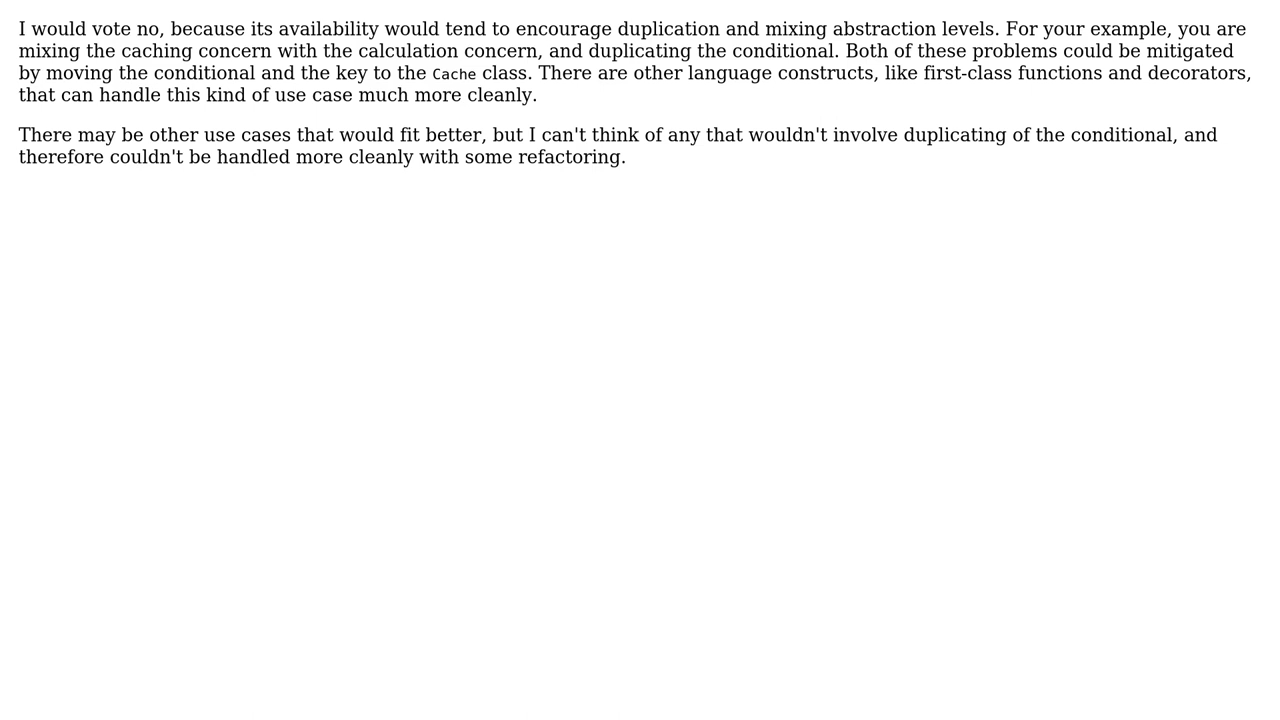 I would vote no, because its availability would tend to encourage duplication and mixing abstraction levels. For your example, you are
mixing the caching concern with the calculation concern, and duplicating the conditional. Both of these problems could be mitigated
by moving the conditional and the key to the Cache class. There are other language constructs, like first-class functions and decorators,
that can handle this kind of use case much more cleanly.
There may be other use cases that would fit better, but I can't think of any that wouldn't involve duplicating of the conditional, and
therefore couldn't be handled more cleanly with some refactoring.